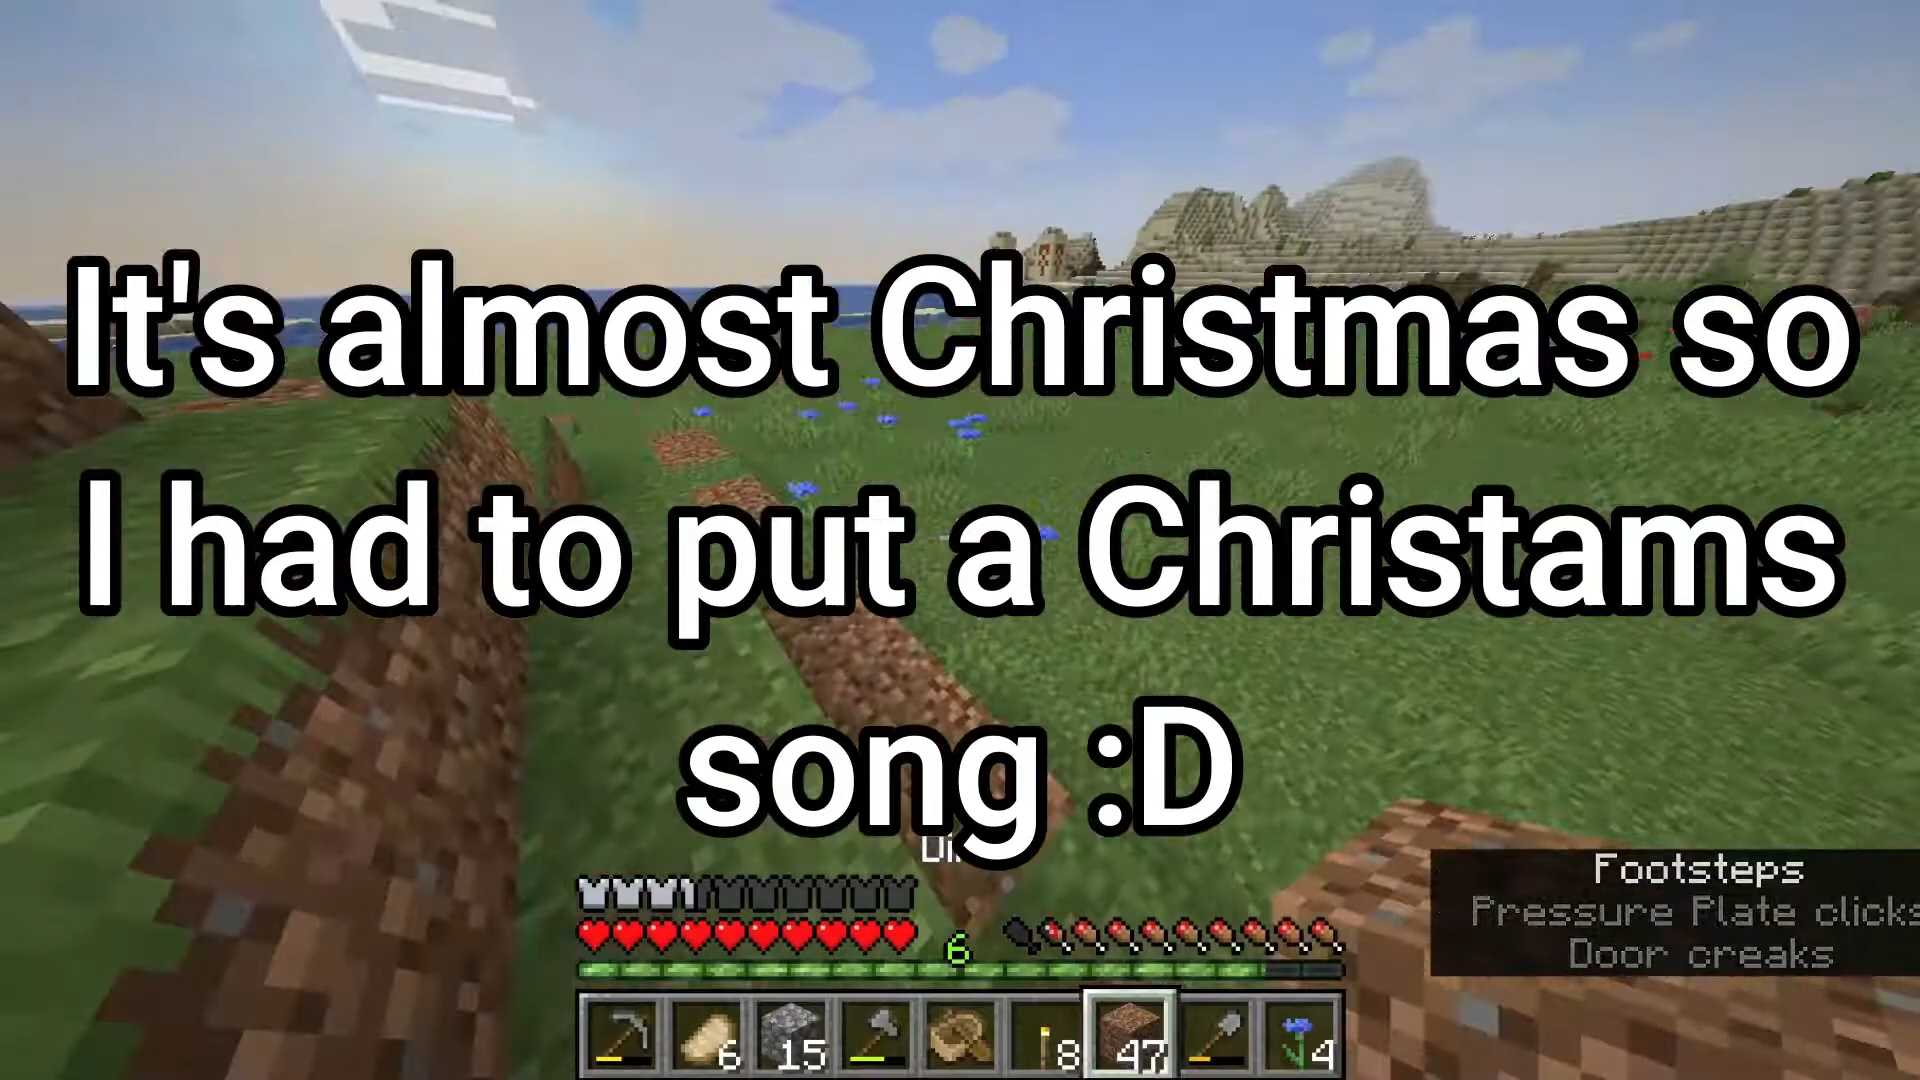 It's almost Christmas so
I had to put a Christams
song :D
Footsteps
Pressure Plate clicks
Door creaks
6
6
15
8
47
4